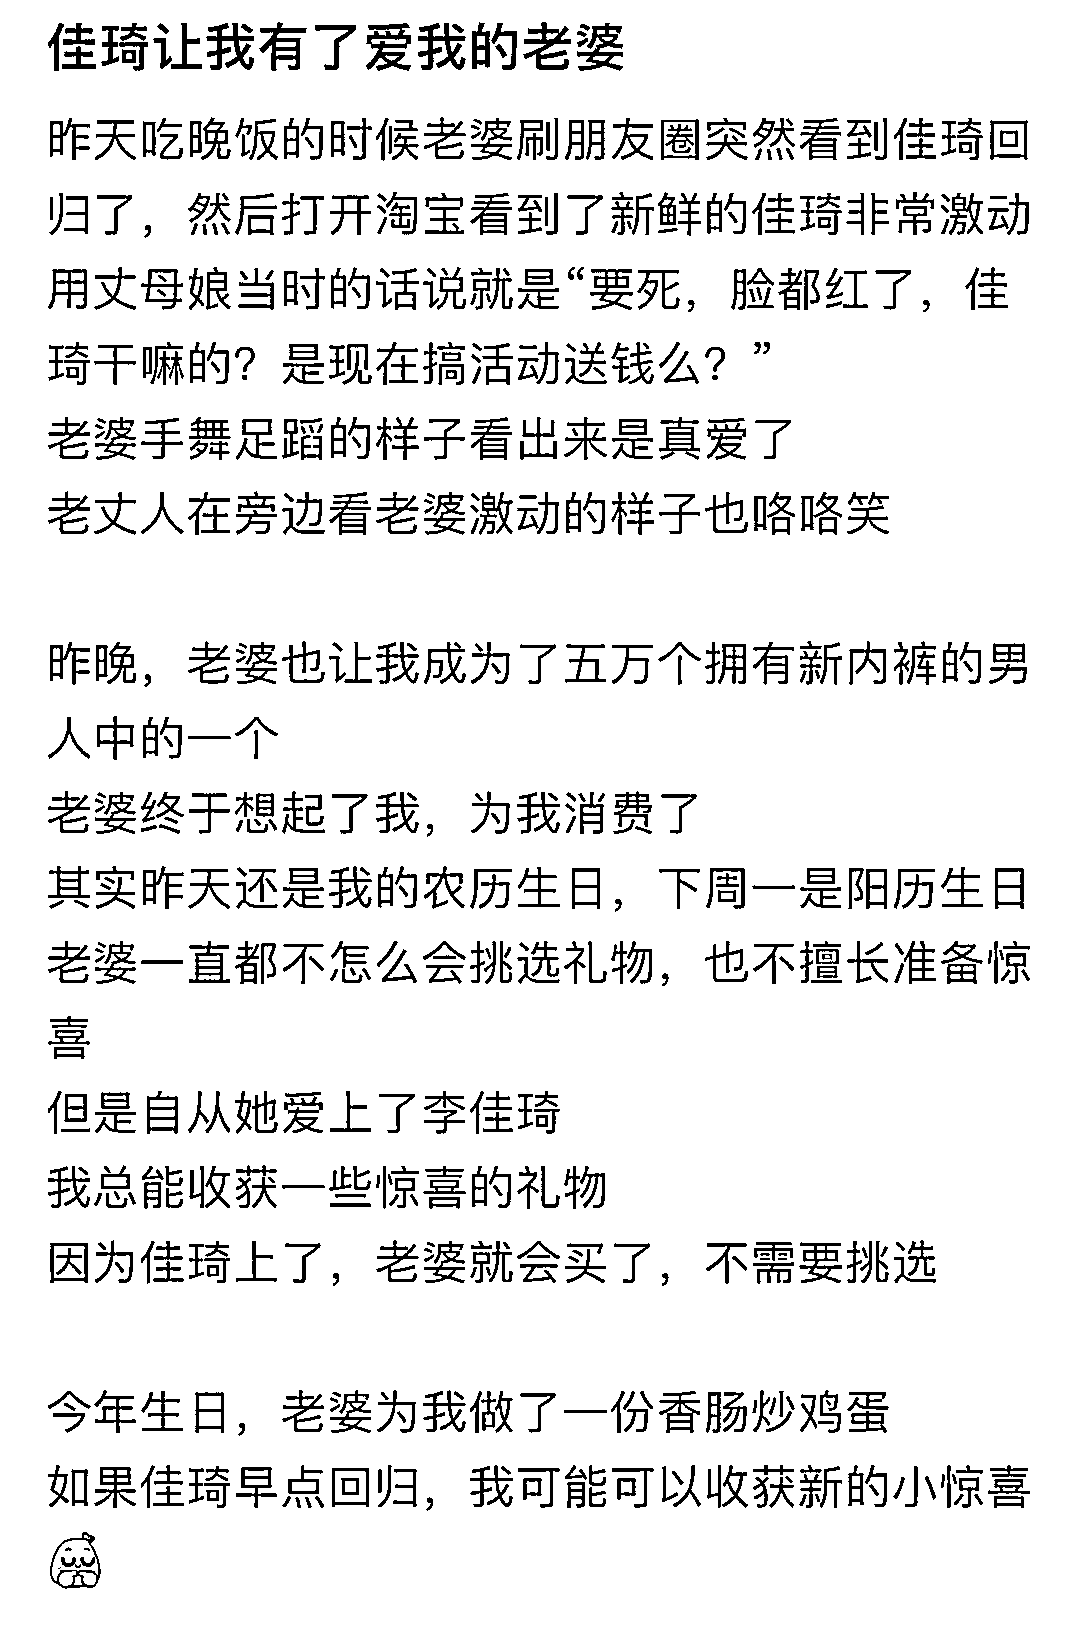 佳琦让我有了爱我的老婆
昨天吃晚饭的时候老婆刷朋友圈突然看到佳琦回
归了，然后打开淘宝看到了新鲜的佳琦非常激动
用丈母娘当时的话说就是“要死，脸都红了，佳
琦干嘛的？是现在搞活动送钱么？”
老婆手舞足蹈的样子看出来是真爱了
老丈人在旁边看老婆激动的样子也咯咯笑
昨晚，老婆也让我成为了五万个拥有新内裤的男
人中的一个
老婆终于想起了我，为我消费了
其实昨天还是我的农历生日，下周一是阳历生日
老婆一直都不怎么会挑选礼物，也不擅长准备惊
喜
但是自从她爱上了李佳琦
我总能收获一些惊喜的礼物
因为佳琦上了，老婆就会买了，不需要挑选
今年生日，老婆为我做了一份香肠炒鸡蛋
如果佳琦早点回归，我可能可以收获新的小惊喜